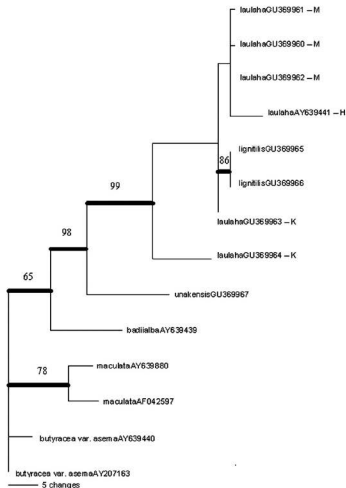 laulahaGU369961 – M
laulahaGU369960 – M
laulahaGU369962 – M
laulahaAY639441 – H
lignitilisGU369965
86
lignitilisGU369966
99
laulahaGU369963 – K
98
laulahaGU369964 – K
65
unakensisGU369967
badiialbaAY639439
maculataAY639880
78
maculataAF042597
butyracea var. asemaAY639440
butyracea var. asemaAY207163
5 changes